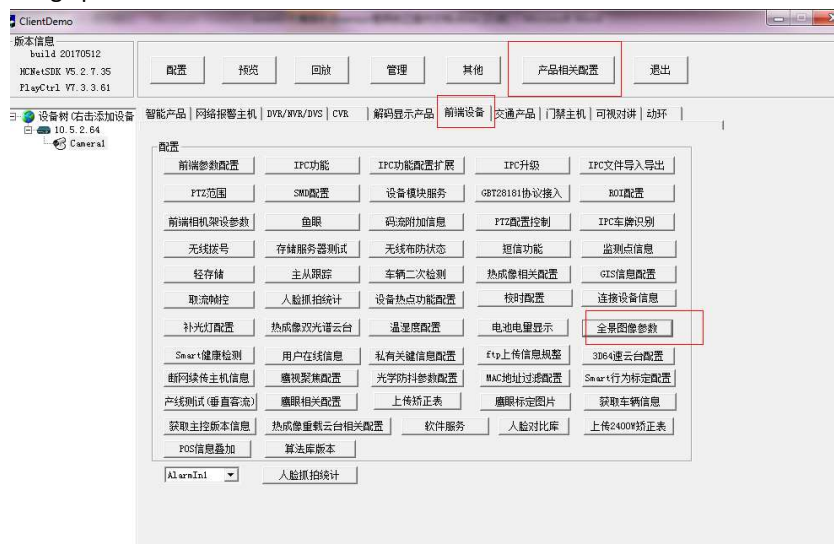 ClientDemo
版本信息
build 20170512
HCNetSDK V5.2.7.35
PlayCtrl V7.3.3.61
配置 预览 回放 管理 其他 产品相关配置 退出
设备树(右击添加设备
10.5.2.64
Camera1
智能产品 网络报警主机 DVR/NVR/DVS CVR 解码显示产品 前端设备 交通产品 门禁主机 可视对讲 动环
配置
前端参数配置 IPC功能 IPC功能配置扩展 IPC升级 IPC文件导入导出
PTZ范围 SMD配置 设备模块服务 GBT28181协议接入 ROI配置
前端相机架设参数 鱼眼 码流附加信息 PTZ配置控制 IPC车牌识别
无线拨号 存储服务器测试 无线布防状态 短信功能 监测点信息
轻存储 主从跟踪 车辆二次检测 热成像相关配置 GIS信息配置
取流帧控 人脸抓拍统计 设备热点功能配置 校时配置 连接设备信息
补光灯配置 热成像双光谱云台 温湿度配置 电池电量显示 全景图像参数
Smart健康检测 用户在线信息 私有关键信息配置 ftp上传信息规整 3D64速云台配置
断网续传主机信息 鹰视聚焦配置 光学防抖参数配置 MAC地址过滤配置 Smart行为标定配置
产线测试(垂直客流) 鹰眼相关配置 上传矫正表 鹰眼标定图片 获取车辆信息
获取主控版本信息 热成像重载云台相关配置 软件服务 人脸对比库 上传2400W矫正表
POS信息叠加 算法库版本
AlarmIn1 人脸抓拍统计